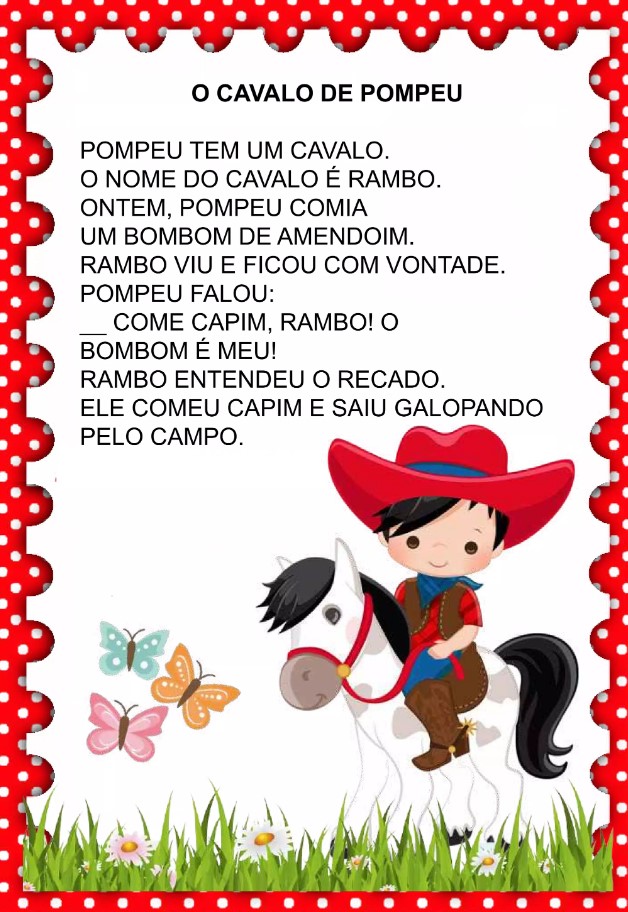 O CAVALO DE POMPEU
POMPEU TEM UM CAVALO.
O NOME DO CAVALO É RAMBO.
ONTEM, POMPEU COMIA
UM BOMBOM DE AMENDOIM.
RAMBO VIU E FICOU COM VONTADE.
POMPEU FALOU:
__ COME CAPIM, RAMBO! O
BOMBOM É MEU!
RAMBO ENTENDEU O RECADO.
ELE COMEU CAPIM E SAIU GALOPANDO
PELO CAMPO.